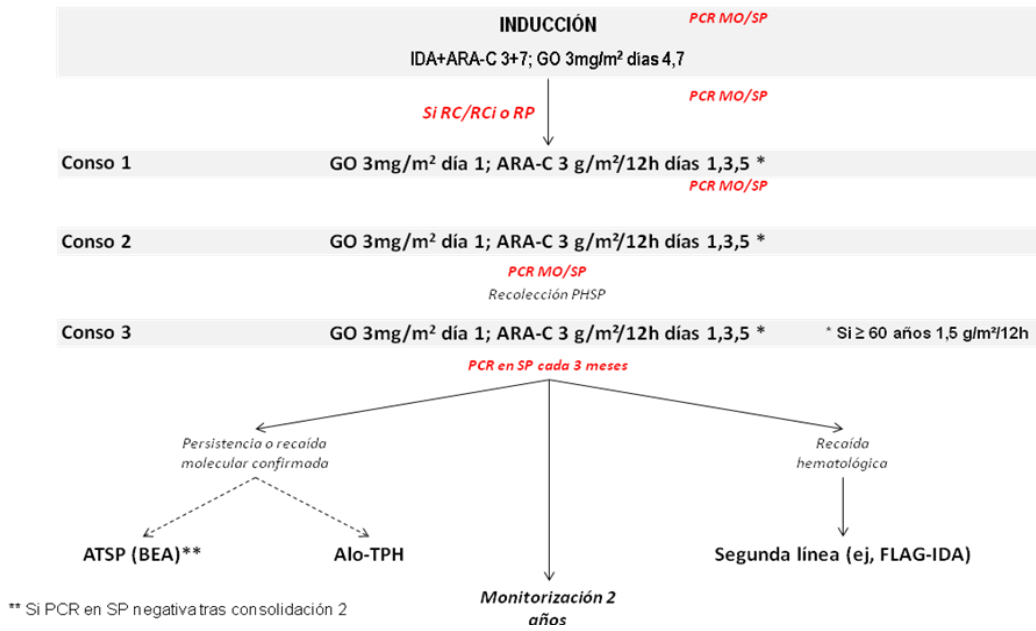 INDUCCIÓN
PCR MO/SP
IDA+ARA-C 3+7; GO 3mg/m² días 4,7
Si RC/RCi o RP
PCR MO/SP
Conso 1 GO 3mg/m² día 1; ARA-C 3 g/m²/12h días 1,3,5 *
PCR MO/SP
Conso 2 GO 3mg/m² día 1; ARA-C 3 g/m²/12h días 1,3,5 *
PCR MO/SP
Recolección PHSP
Conso 3 GO 3mg/m² día 1; ARA-C 3 g/m²/12h días 1,3,5 * * Si ≥ 60 años 1,5 g/m²/12h
PCR en SP cada 3 meses
Persistencia o recaída
molecular confirmada
Recaída
hematológica
ATSP (BEA)** Alo-TPH Segunda línea (ej, FLAG-IDA)
Monitorización 2
años
** Si PCR en SP negativa tras consolidación 2